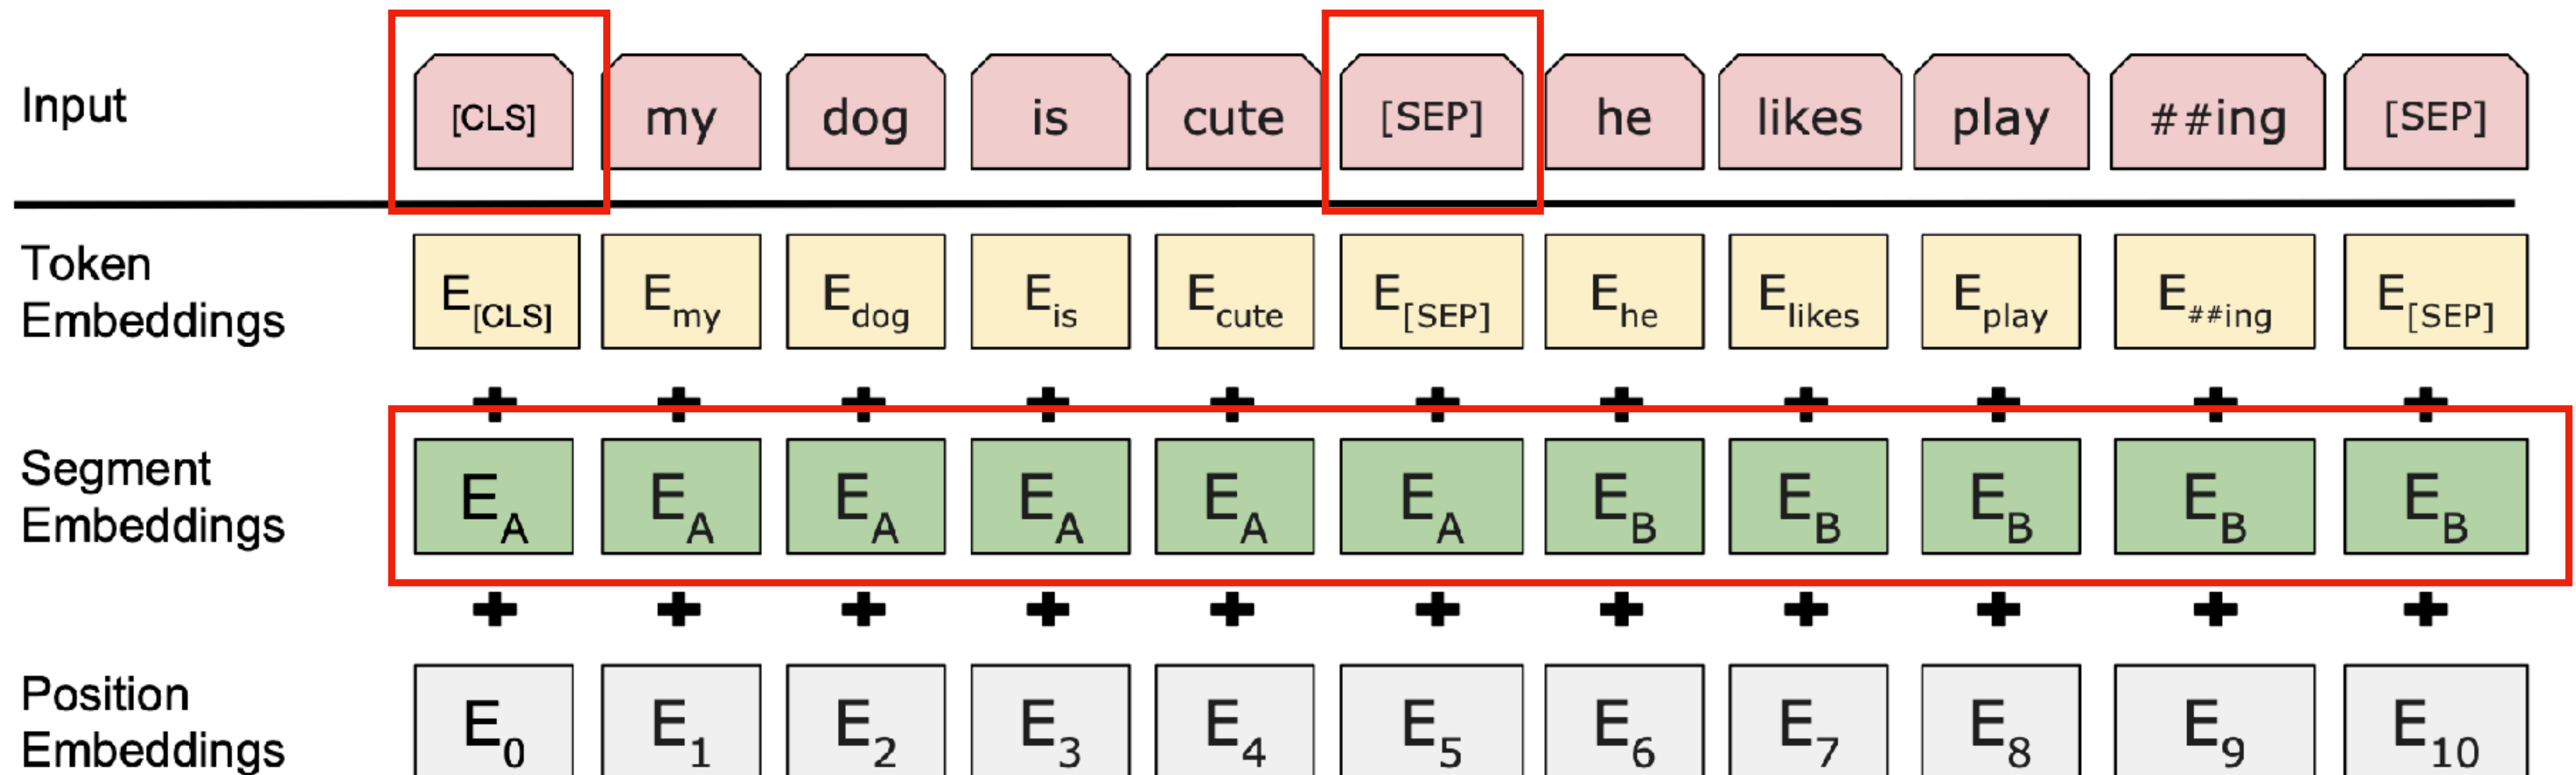 Input [CLS] my dog is cute [SEP] he likes play ##ing [SEP]
Token
Embeddings E[CLS] Emy Edog Eis Ecute E[SEP] Ehe Elikes Eplay E##ing E[SEP]
+ + + + + + + + + + +
Segment
Embeddings EA EA EA EA EA EA EB EB EB EB EB
+ + + + + + + + + + +
Position
Embeddings E0 E1 E2 E3 E4 E5 E6 E7 E8 E9 E10